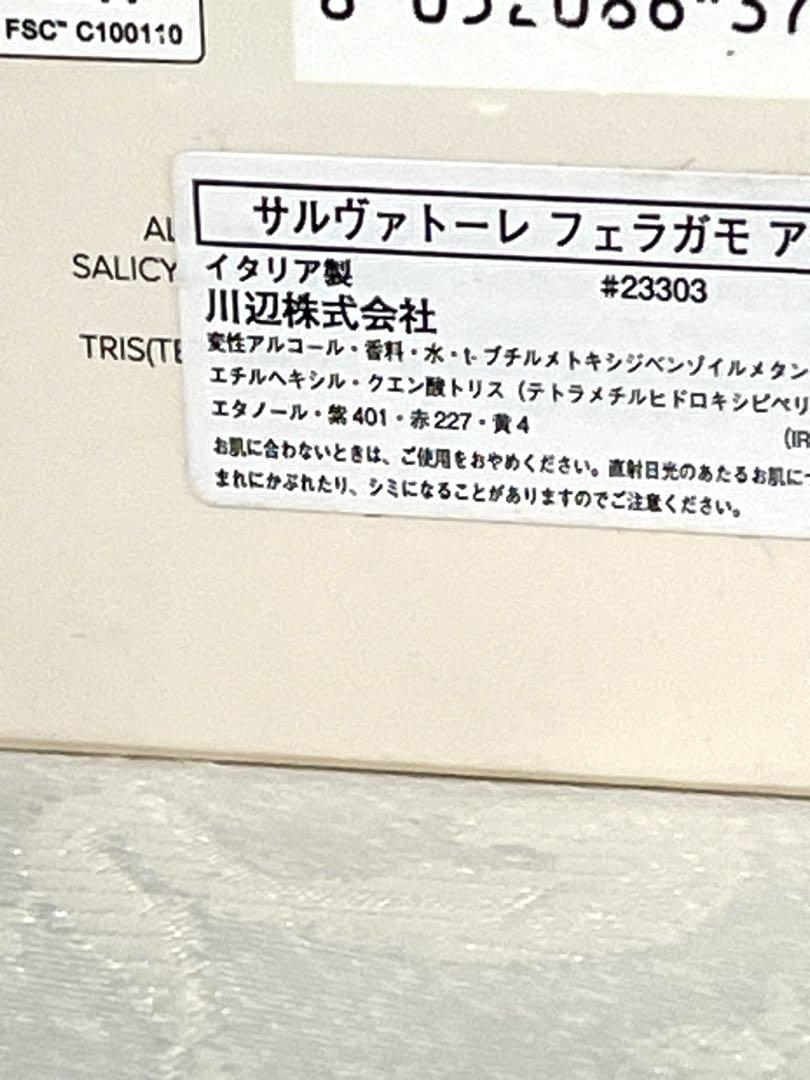 FSC™ C100110
8 052086 37
AL
サルヴァトーレ フェラガモ ア
SALICY
イタリア製
#23303
川辺株式会社
TRIS(TE
変性アルコール・香料・水・t-ブチルメトキシジベンゾイルメタン
エチルヘキシル・クエン酸トリス(テトラメチルヒドロキシピペリ
エタノール・紫401・赤227・黄4
(IR
お肌に合わないときは、ご使用をおやめください。直射日光のあたるお肌に
まれにかぶれたり、シミになることがありますのでご注意ください。